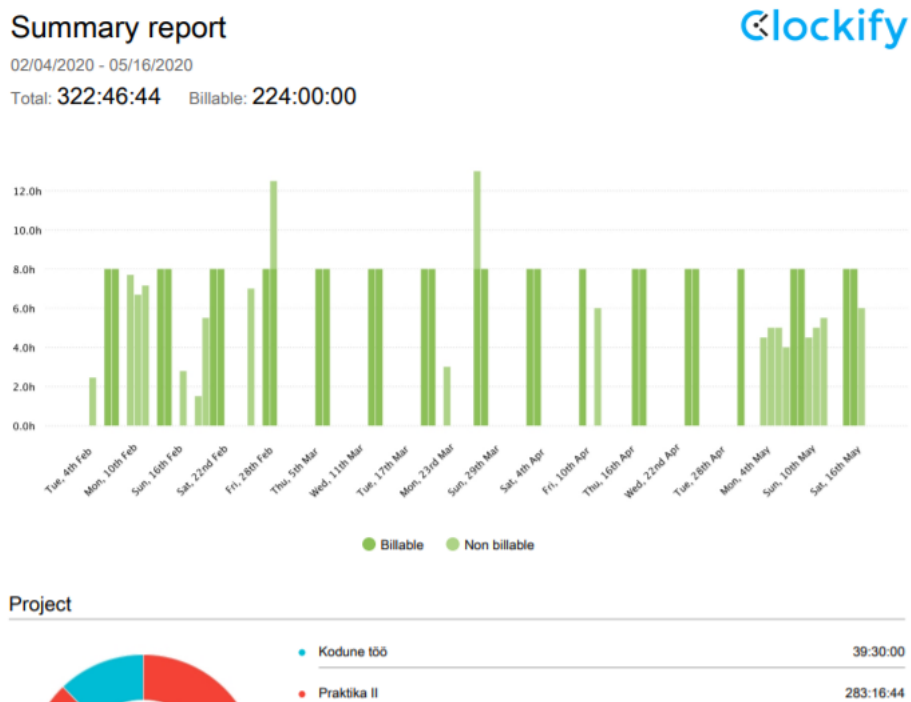 Summary report
Clockify
02/04/2020 - 05/16/2020
Total: 322:46:44 Billable: 224:00:00
12.0h
10.0h
8.0h
6.0h
4.0h
2.0h
0.0h
Tue, 4th Feb
Mon, 10th Feb
Sun, 16th Feb
Sat, 22nd Feb
Fri, 28th Feb
Thu, 5th Mar
Wed, 11th Mar
Tue, 17th Mar
Mon, 23rd Mar
Sun, 29th Mar
Sat, 4th Apr
Fri, 10th Apr
Thu, 16th Apr
Wed, 22nd Apr
Tue, 28th Apr
Mon, 4th May
Sun, 10th May
Sat, 16th May
Billable Non billable
Project
Kodune töö 39:30:00
Praktika II 283:16:44